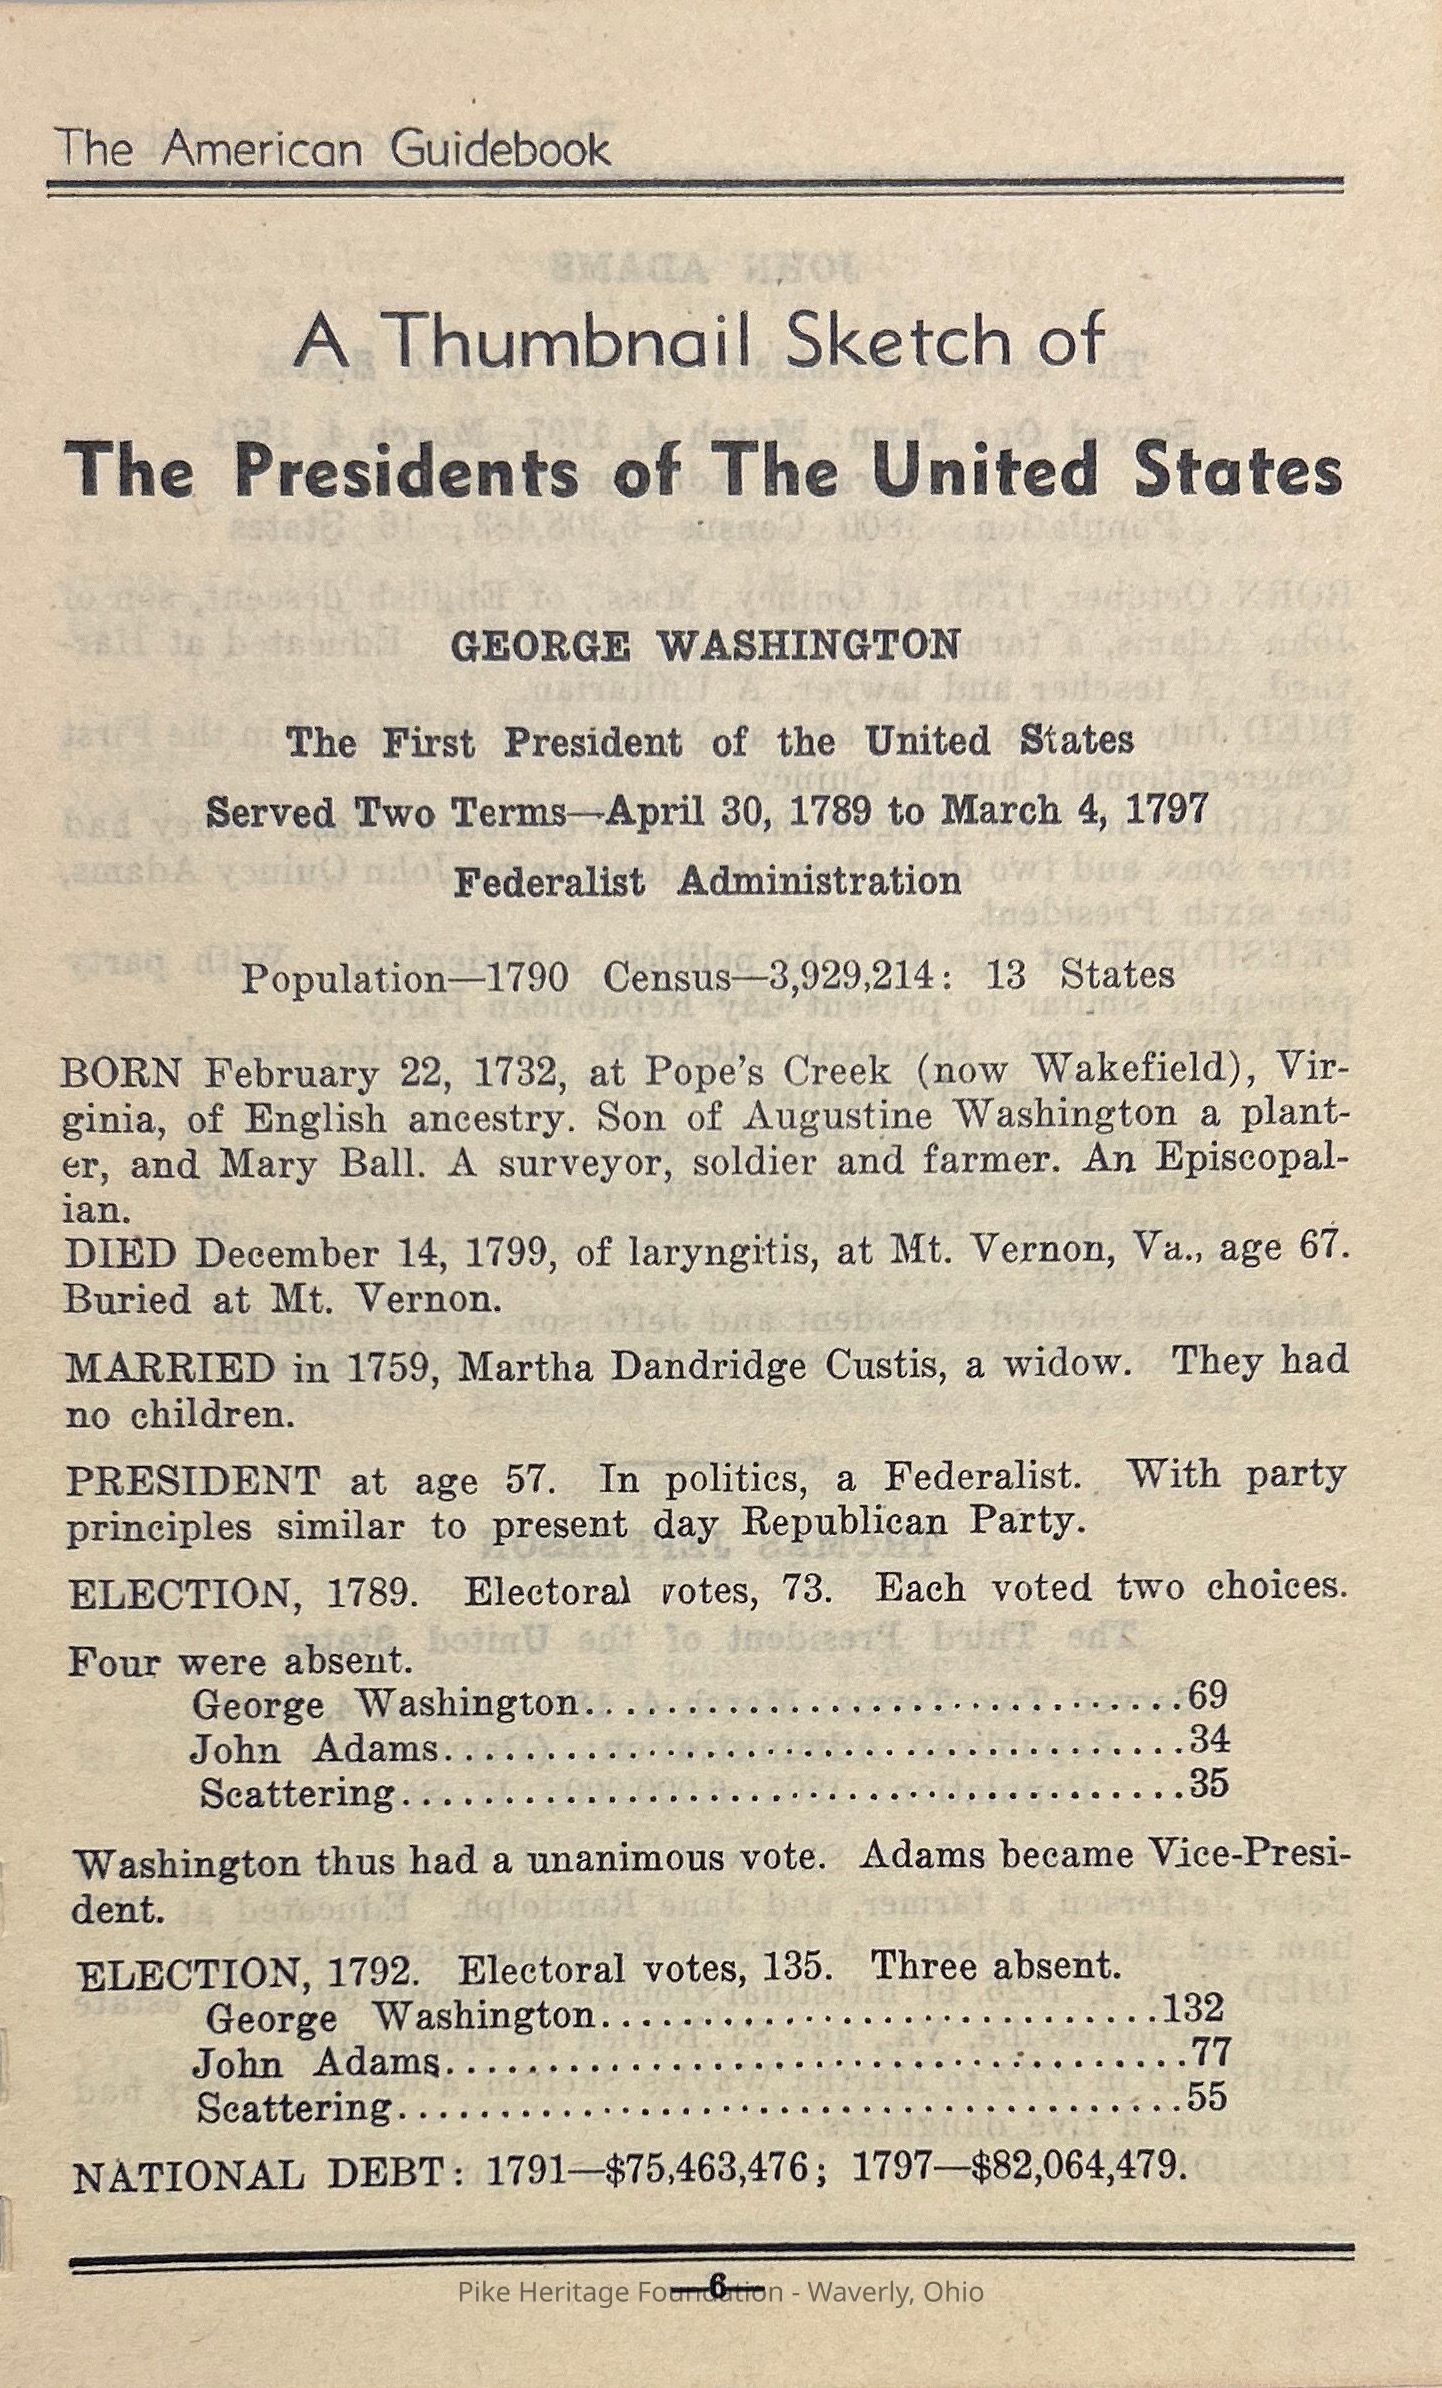 The American Guidebook
A Thumbnail Sketch of
The Presidents of The United States
GEORGE WASHINGTON
The First President of the United States
Served Two Terms—April 30, 1789 to March 4, 1797
Federalist Administration
Population—1790 Census—3,929,214: 13 States
BORN February 22, 1732, at Pope's Creek (now Wakefield), Vir-
ginia, of English ancestry. Son of Augustine Washington a plant-
er, and Mary Ball. A surveyor, soldier and farmer. An Episcopal-
ian.
DIED December 14, 1799, of laryngitis, at Mt. Vernon, Va., age 67.
Buried at Mt. Vernon.
MARRIED in 1759, Martha Dandridge Custis, a widow. They had
no children.
PRESIDENT at age 57. In politics, a Federalist. With party
principles similar to present day Republican Party.
ELECTION, 1789. Electoral votes, 73. Each voted two choices.
Four were absent.
George Washington.............................69
John Adams....................................34
Scattering......................................35
Washington thus had a unanimous vote. Adams became Vice-Presi-
dent.
ELECTION, 1792. Electoral votes, 135. Three absent.
George Washington...........................132
John Adams....................................77
Scattering......................................55
NATIONAL DEBT: 1791—$75,463,476; 1797—$82,064,479.
—6—
Pike Heritage Foundation - Waverly, Ohio